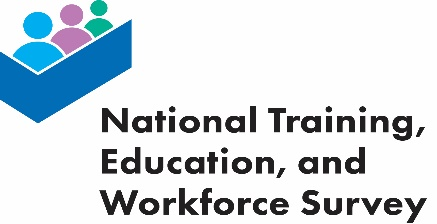 National Training,
Education, and
Workforce Survey